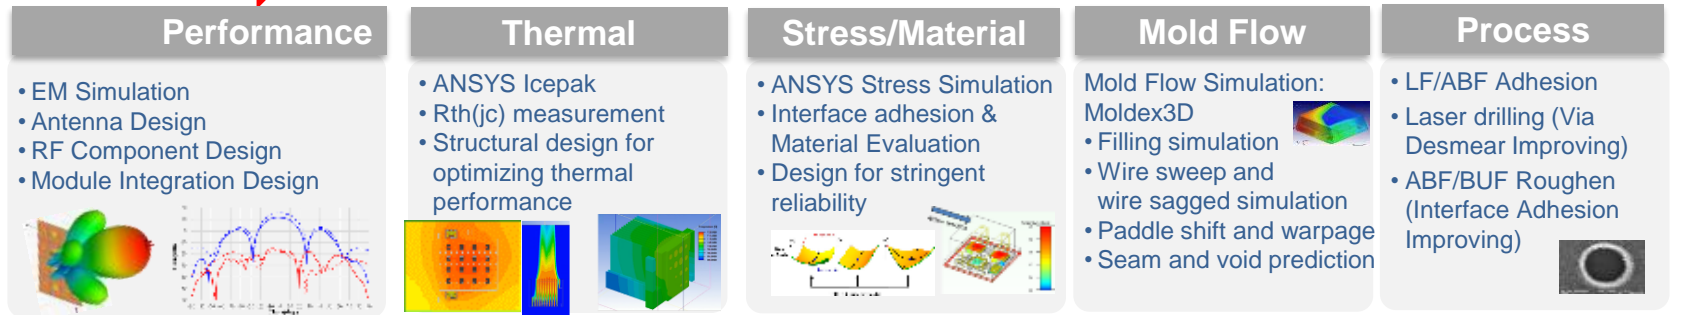 Performance
• EM Simulation
• Antenna Design
• RF Component Design
• Module Integration Design
Thermal
• ANSYS Icepak
• Rth(jc) measurement
• Structural design for
optimizing thermal
performance
Stress/Material
• ANSYS Stress Simulation
• Interface adhesion &
Material Evaluation
• Design for stringent
reliability
Mold Flow
Mold Flow Simulation:
Moldex3D
• Filling simulation
• Wire sweep and
wire sagged simulation
• Paddle shift and warpage
• Seam and void prediction
Process
• LF/ABF Adhesion
• Laser drilling (Via
Desmear Improving)
• ABF/BUF Roughen
(Interface Adhesion
Improving)